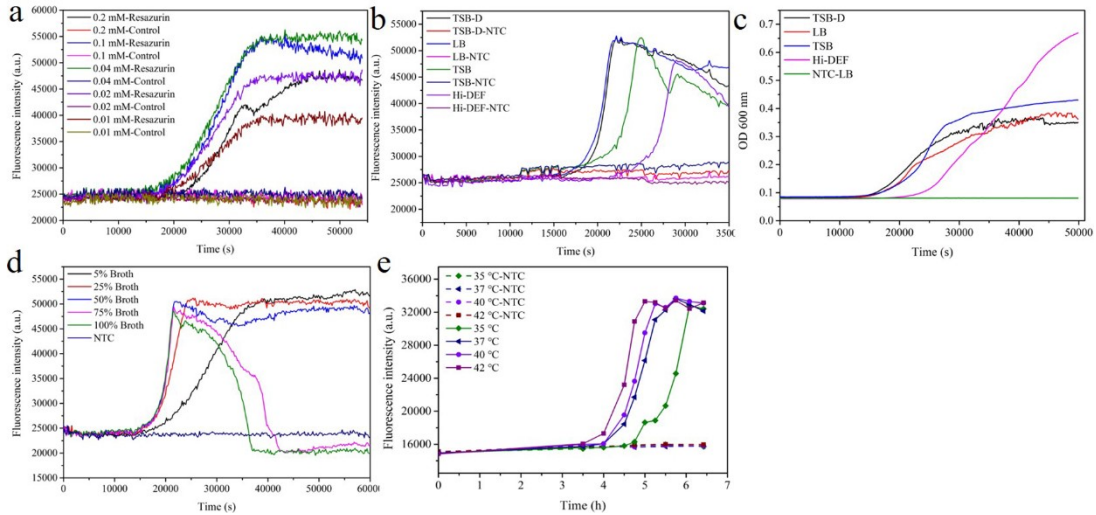 a
0.2 mM-Resazurin
0.2 mM-Control
0.1 mM-Resazurin
0.1 mM-Control
0.04 mM-Resazurin
0.04 mM-Control
0.02 mM-Resazurin
0.02 mM-Control
0.01 mM-Resazurin
0.01 mM-Control
Fluorescence intensity (a.u.)
60000
55000
50000
45000
40000
35000
30000
25000
20000
0 10000 20000 30000 40000 50000
Time (s)
b
TSB-D
TSB-D-NTC
LB
LB-NTC
TSB
TSB-NTC
Hi-DEF
Hi-DEF-NTC
Fluorescence intensity (a.u.)
60000
50000
40000
30000
20000
0 5000 10000 15000 20000 25000 30000 3500
Time (s)
c
TSB-D
LB
TSB
Hi-DEF
NTC-LB
OD 600 nm
0.7
0.6
0.5
0.4
0.3
0.2
0.1
0.0
0 10000 20000 30000 40000 50000
Time (s)
d
5% Broth
25% Broth
50% Broth
75% Broth
100% Broth
NTC
Fluorescence intensity (a.u.)
55000
50000
45000
40000
35000
30000
25000
20000
15000
0 10000 20000 30000 40000 50000 6000
Time (s)
e
35 ℃-NTC
37 ℃-NTC
40 ℃-NTC
42 ℃-NTC
35 ℃
37 ℃
40 ℃
42 ℃
Fluorescence intensity (a.u.)
36000
32000
28000
24000
20000
16000
12000
0 1 2 3 4 5 6 7
Time (h)